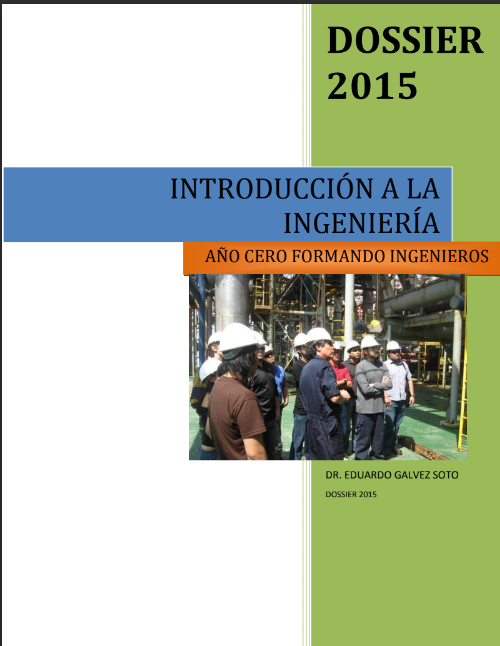 DOSSIER
2015
INTRODUCCIÓN A LA
INGENIERÍA
AÑO CERO FORMANDO INGENIEROS
DR. EDUARDO GALVEZ SOTO
DOSSIER 2015